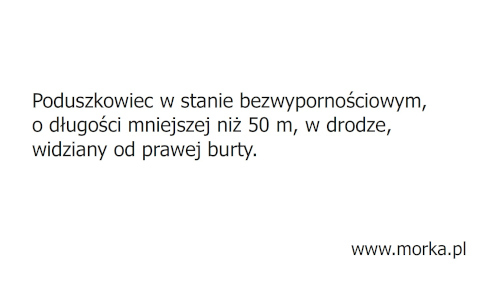 Poduszkowiec w stanie bezwypornościowym,
o długości mniejszej niż 50 m, w drodze,
widziany od prawej burty.
www.morka.pl